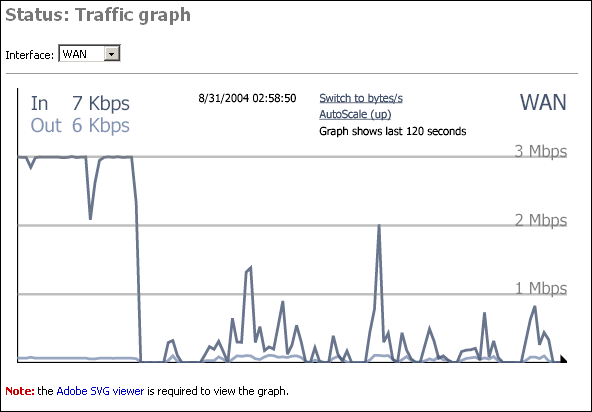 Status: Traffic graph
Interface: WAN
In 7 Kbps
Out 6 Kbps
8/31/2004 02:58:50
Switch to bytes/s
AutoScale (up)
Graph shows last 120 seconds
WAN
3 Mbps
2 Mbps
1 Mbps
Note: the Adobe SVG viewer is required to view the graph.